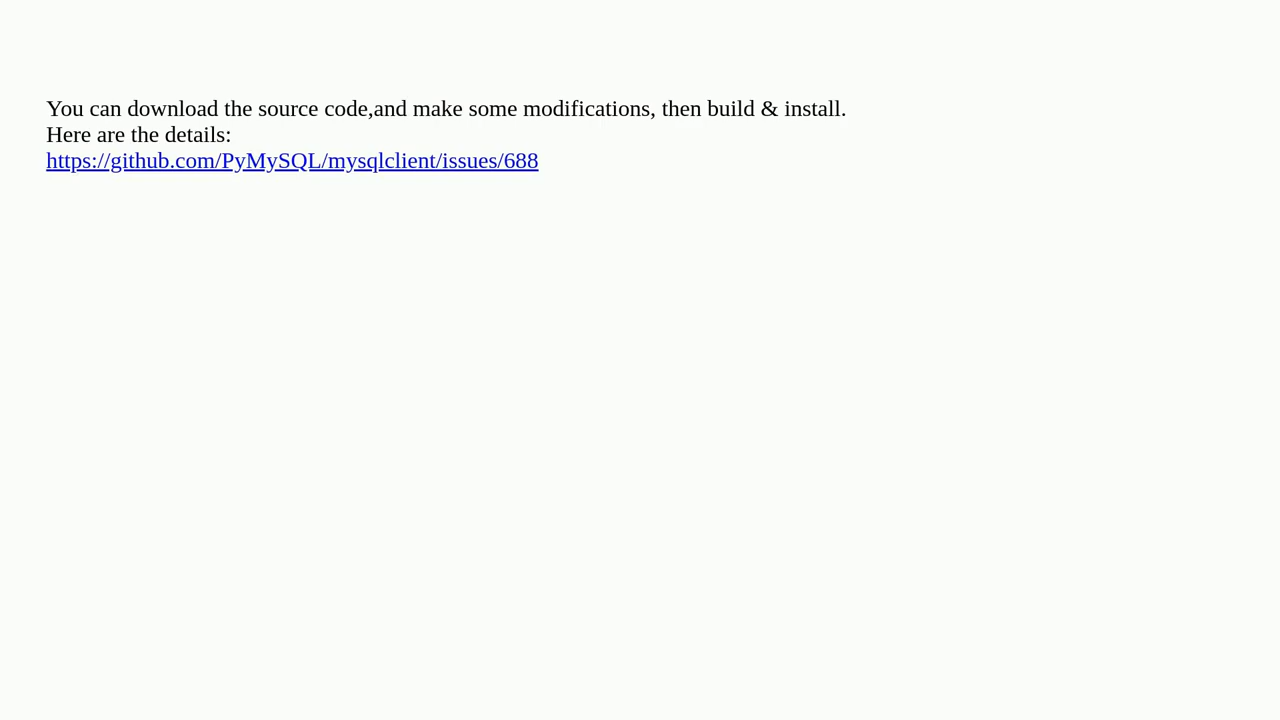 You can download the source code,and make some modifications, then build & install.
Here are the details:
https://github.com/PyMySQL/mysqlclient/issues/688